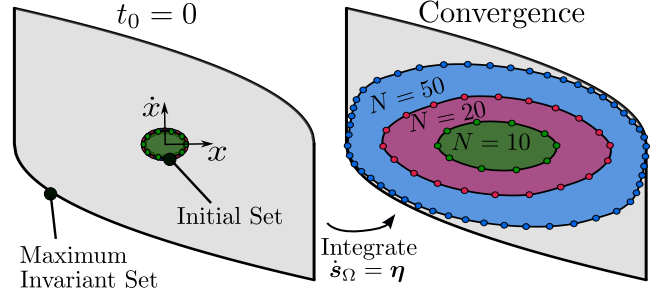 t₀ = 0
ẋ
x
Initial Set
Maximum
Invariant Set
Convergence
N = 50
N = 20
N = 10
Integrate
ṡ_Ω = η